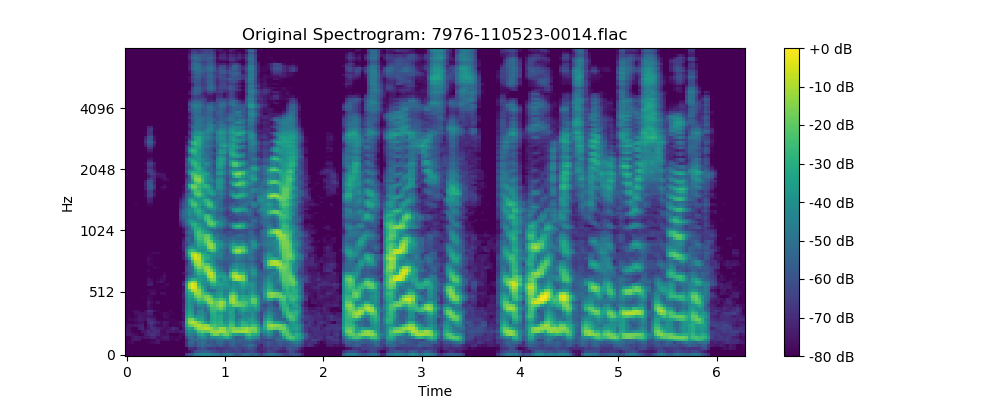 Original Spectrogram: 7976-110523-0014.flac
Hz
4096
2048
1024
512
0
0 1 2 3 4 5 6
Time
+0 dB
-10 dB
-20 dB
-30 dB
-40 dB
-50 dB
-60 dB
-70 dB
-80 dB